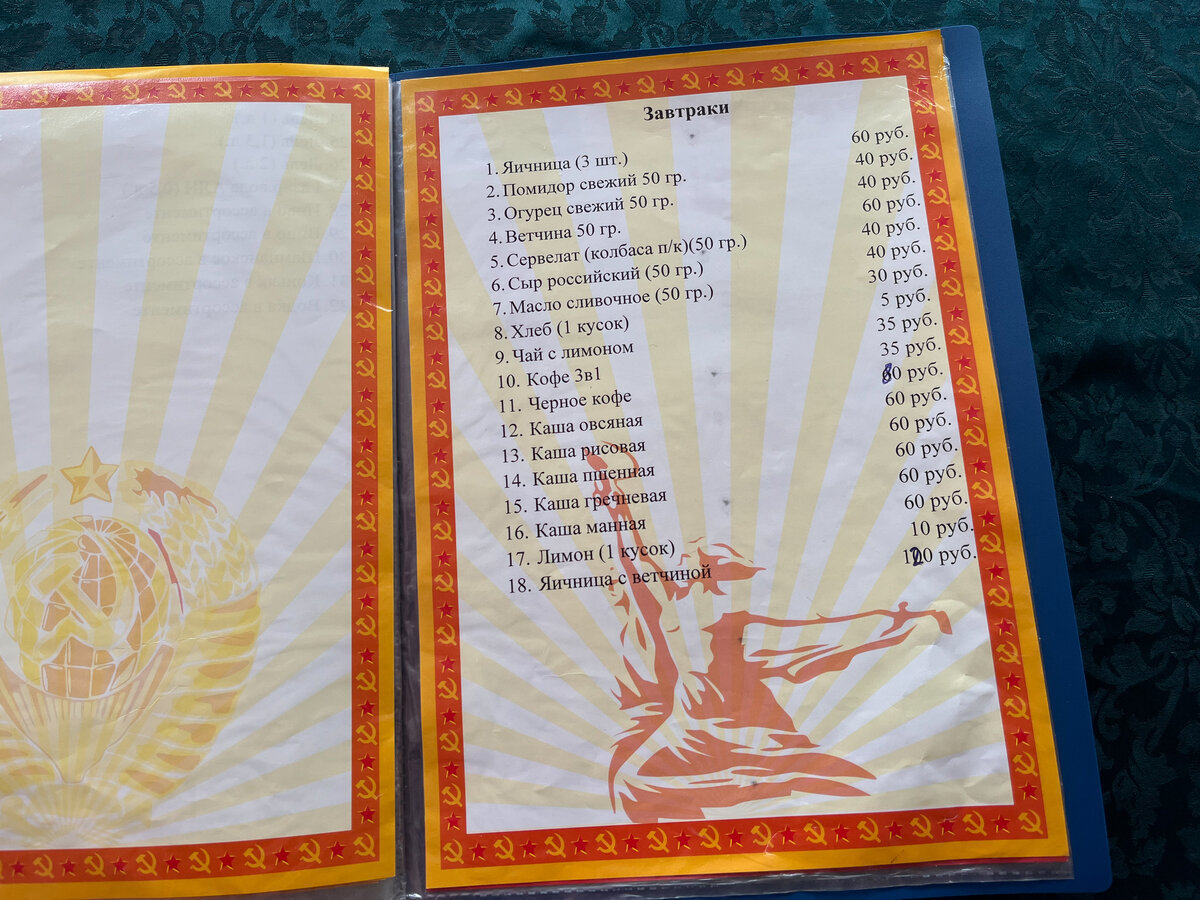 Завтраки
1. Яичница (3 шт.) 60 руб.
2. Помидор свежий 50 гр. 40 руб.
3. Огурец свежий 50 гр. 40 руб.
4. Ветчина 50 гр. 60 руб.
5. Сервелат (колбаса п/к)(50 гр.) 40 руб.
6. Сыр российский (50 гр.) 40 руб.
7. Масло сливочное (50 гр.) 30 руб.
8. Хлеб (1 кусок) 5 руб.
9. Чай с лимоном 35 руб.
10. Кофе 3в1 35 руб.
11. Черное кофе 80 руб.
12. Каша овсяная 60 руб.
13. Каша рисовая 60 руб.
14. Каша пшенная 60 руб.
15. Каша гречневая 60 руб.
16. Каша манная 60 руб.
17. Лимон (1 кусок) 10 руб.
18. Яичница с ветчиной 120 руб.